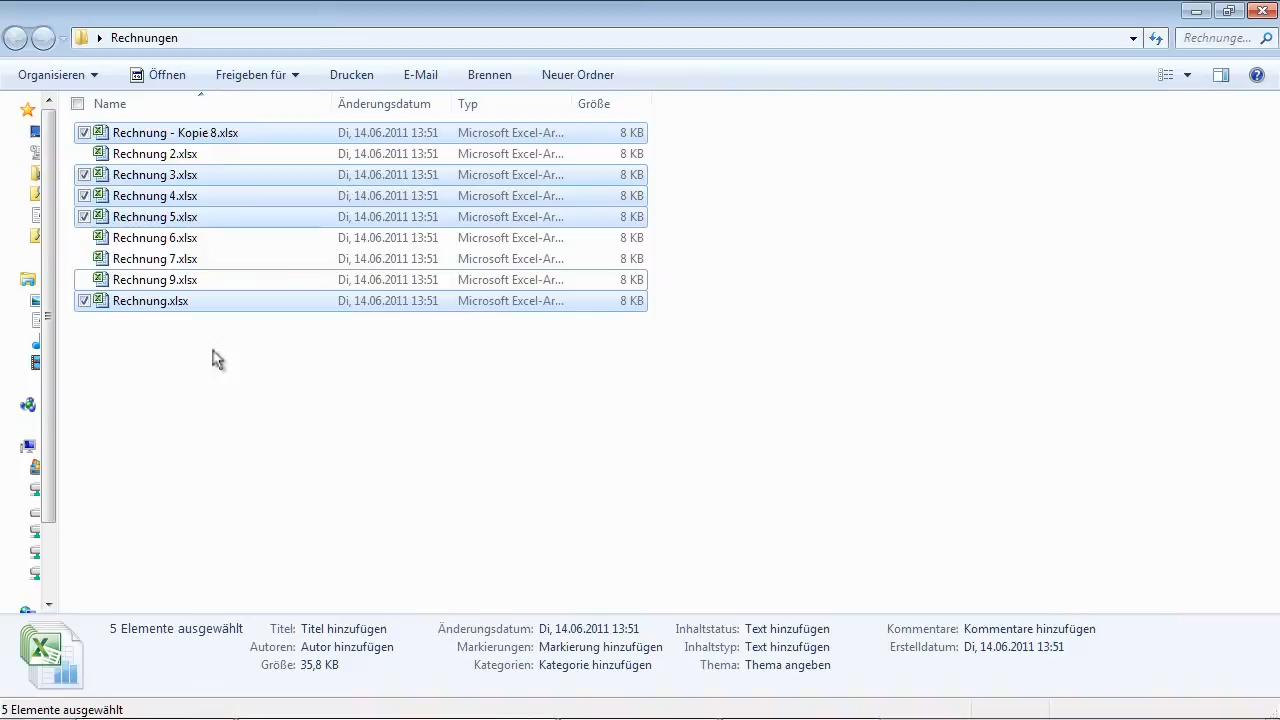 Rechnungen
Rechnunge...
Organisieren Öffnen Freigeben für Drucken E-Mail Brennen Neuer Ordner
Name Änderungsdatum Typ Größe
Rechnung - Kopie 8.xlsx Di, 14.06.2011 13:51 Microsoft Excel-Ar... 8 KB
Rechnung 2.xlsx Di, 14.06.2011 13:51 Microsoft Excel-Ar... 8 KB
Rechnung 3.xlsx Di, 14.06.2011 13:51 Microsoft Excel-Ar... 8 KB
Rechnung 4.xlsx Di, 14.06.2011 13:51 Microsoft Excel-Ar... 8 KB
Rechnung 5.xlsx Di, 14.06.2011 13:51 Microsoft Excel-Ar... 8 KB
Rechnung 6.xlsx Di, 14.06.2011 13:51 Microsoft Excel-Ar... 8 KB
Rechnung 7.xlsx Di, 14.06.2011 13:51 Microsoft Excel-Ar... 8 KB
Rechnung 9.xlsx Di, 14.06.2011 13:51 Microsoft Excel-Ar... 8 KB
Rechnung.xlsx Di, 14.06.2011 13:51 Microsoft Excel-Ar... 8 KB
5 Elemente ausgewählt Titel: Titel hinzufügen Änderungsdatum: Di, 14.06.2011 13:51 Inhaltstatus: Text hinzufügen Kommentare: Kommentare hinzufügen
Autoren: Autor hinzufügen Markierungen: Markierung hinzufügen Inhaltstyp: Text hinzufügen Erstelldatum: Di, 14.06.2011 13:51
Größe: 35,8 KB Kategorien: Kategorie hinzufügen Thema: Thema angeben
5 Elemente ausgewählt